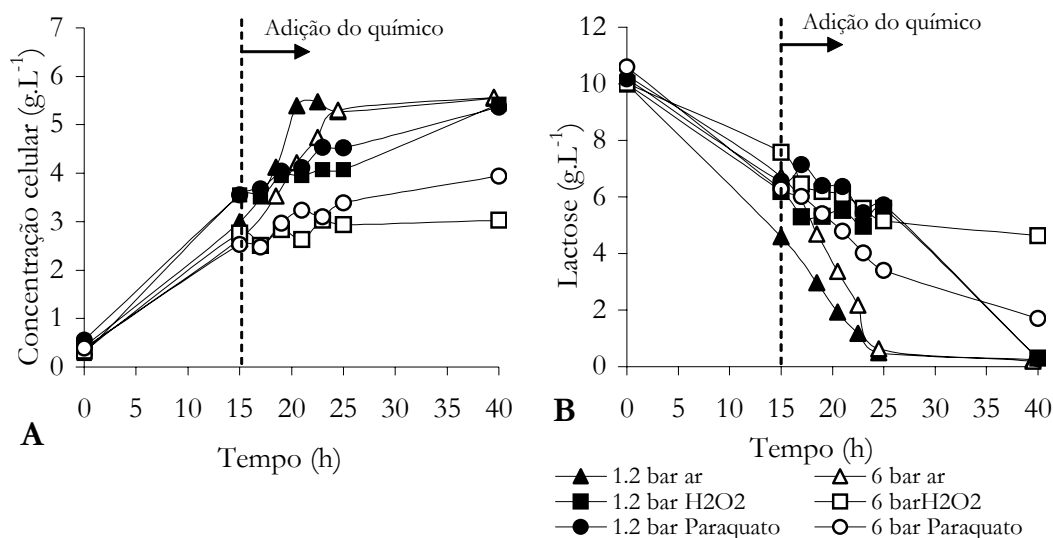 Adição do químico
Concentração celular (g.L-1)
7
6
5
4
3
2
1
0
0 5 10 15 20 25 30 35 40
A
Tempo (h)
Adição do químico
Lactose (g.L-1)
12
10
8
6
4
2
0
0 5 10 15 20 25 30 35 40
B
Tempo (h)
1.2 bar ar
6 bar ar
1.2 bar H2O2
6 barH2O2
1.2 bar Paraquato
6 bar Paraquato